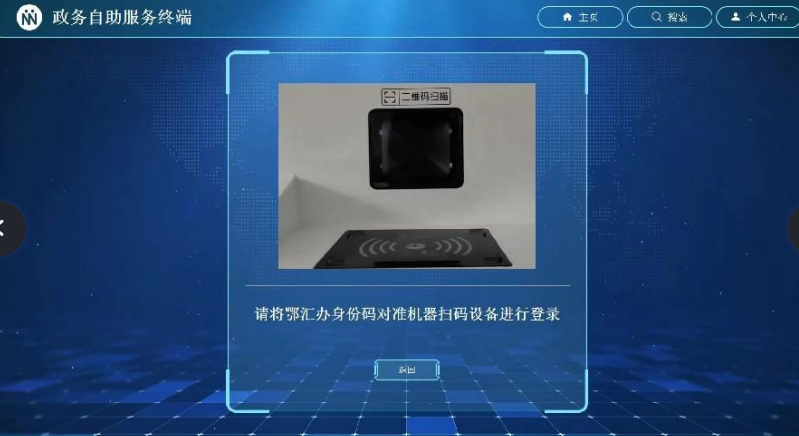 政务自助服务终端
主页
搜索
个人中心
二维码扫描
请将鄂汇办身份码对准机器扫码设备进行登录
返回